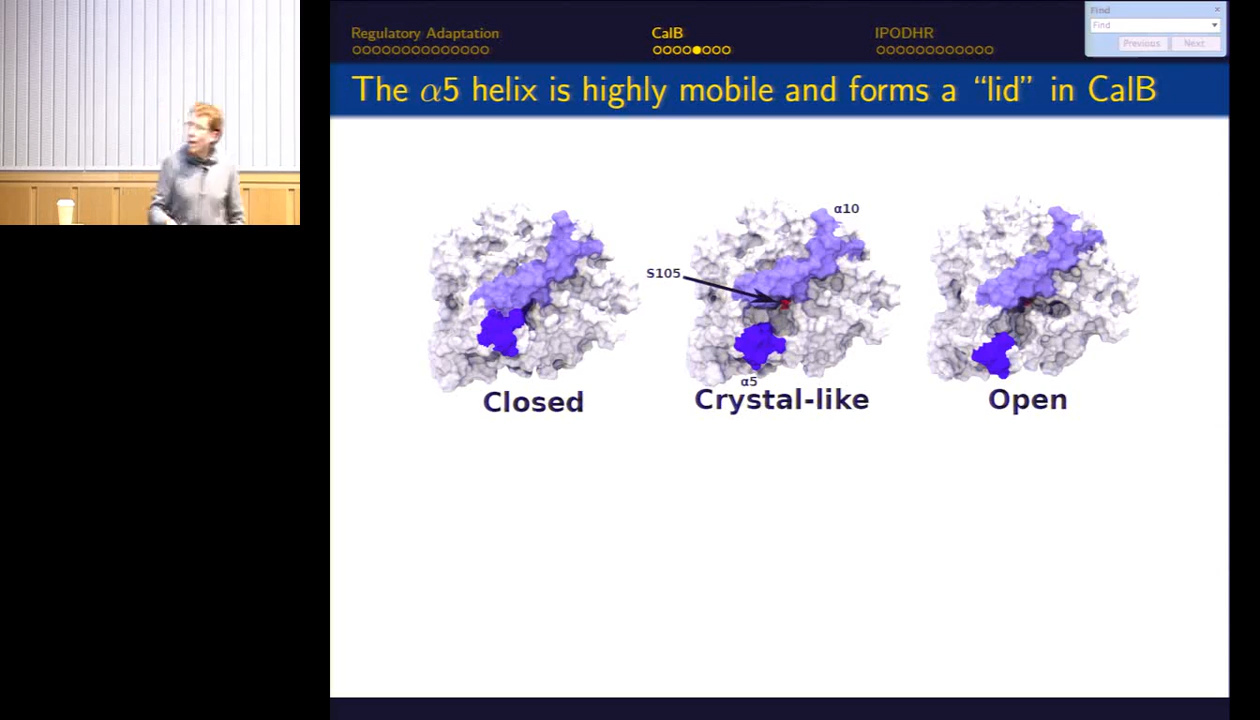 Regulatory Adaptation
CalB
IPODHR
Find
Find
Previous
Next
The α5 helix is highly mobile and forms a “lid” in CalB
α10
S105
α5
Closed
Crystal-like
Open